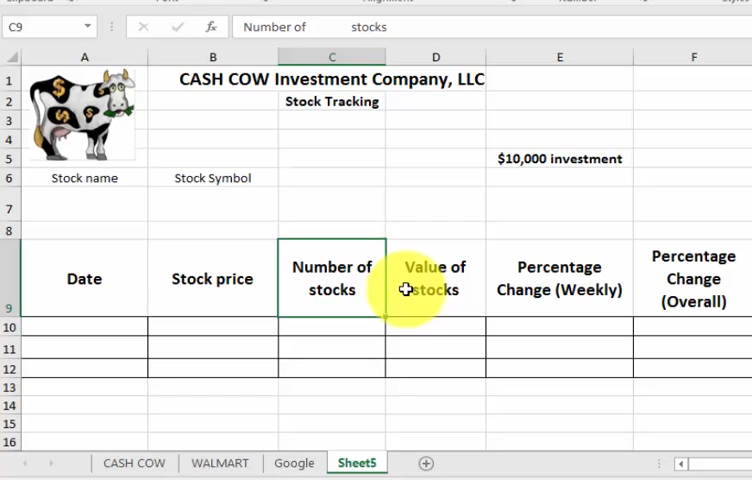 C9
fx
Number of stocks
A B C D E F
1 CASH COW Investment Company, LLC
2 Stock Tracking
3
4
5 $10,000 investment
6 Stock name Stock Symbol
7
8
Date
Stock price
Number of
stocks
Value of
stocks
Percentage
Change (Weekly)
Percentage
Change
(Overall)
9
10
11
12
13
14
15
16
CASH COW WALMART Google Sheet5